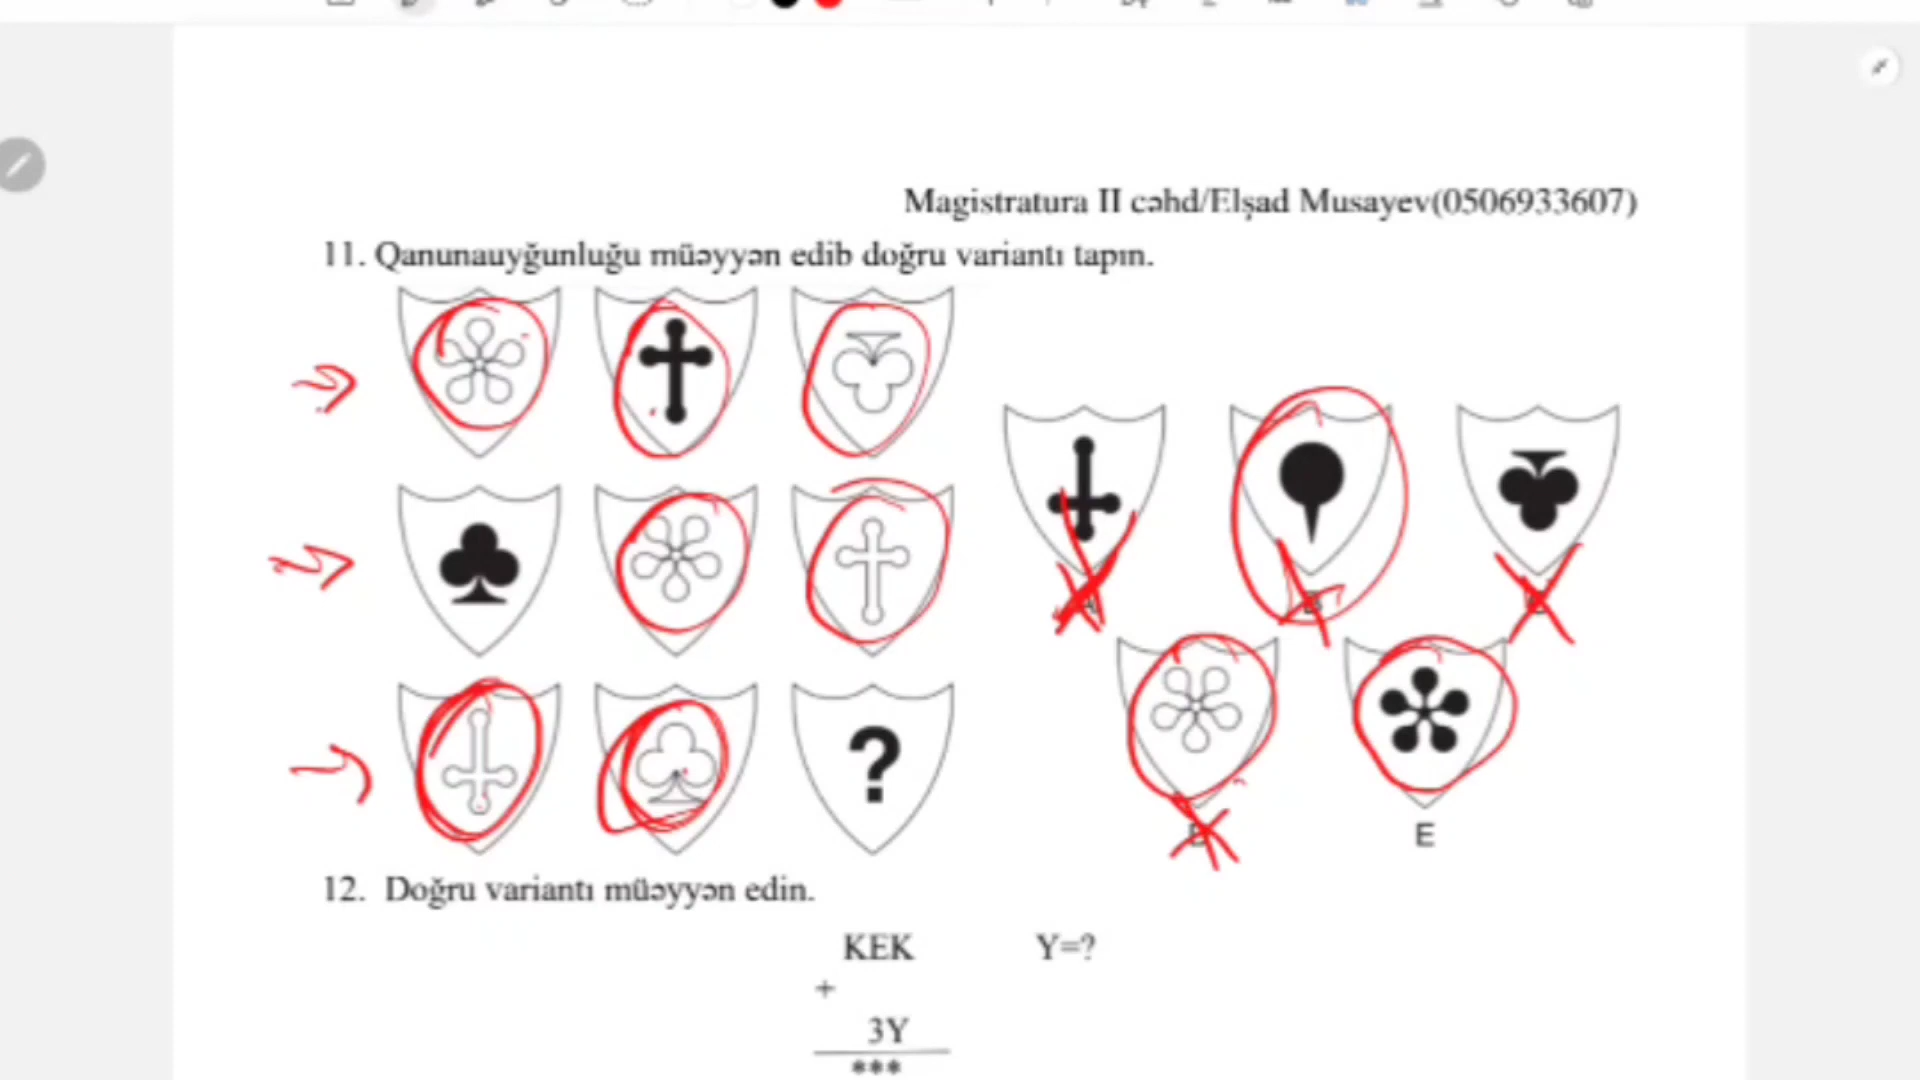 Magistratura II cəhd/Elşad Musayev(0506933607)
11. Qanunauyğunluğu müəyyən edib doğru variantı tapın.
?
E
12. Doğru variantı müəyyən edin.
KEK Y=?
+
3Y
***